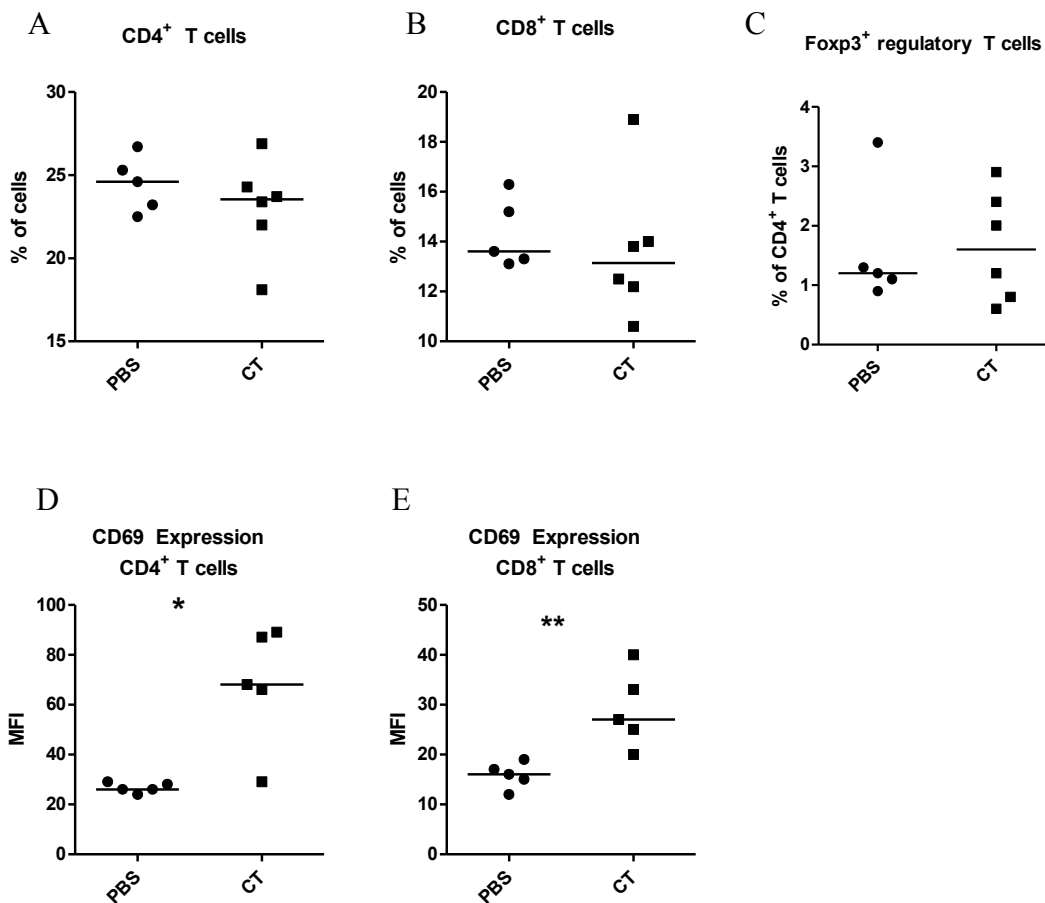 A
CD4+ T cells
% of cells
30
25
20
15
PBS
CT
B
CD8+ T cells
% of cells
20
18
16
14
12
10
PBS
CT
C
Foxp3+ regulatory T cells
% of CD4+ T cells
4
3
2
1
0
PBS
CT
D
CD69 Expression
CD4+ T cells
*
MFI
100
80
60
40
20
0
PBS
CT
E
CD69 Expression
CD8+ T cells
**
MFI
50
40
30
20
10
0
PBS
CT